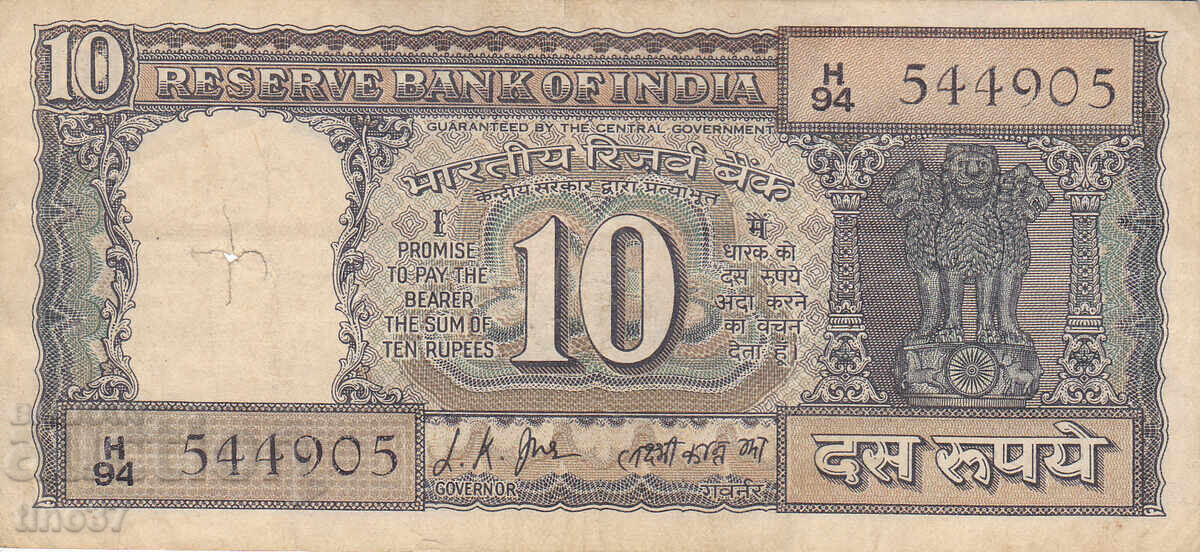 10
RESERVE BANK OF INDIA
H
94 544905
GUARANTEED BY THE CENTRAL GOVERNMENT
भारतीय रिज़र्व बैंक
केन्द्रीय सरकार द्वारा प्रत्याभूत
I
PROMISE
TO PAY THE
BEARER
THE SUM OF
TEN RUPEES
10
मैं
धारक को
दस रुपये
अदा करने
का वचन
देता हूं।
H
94 544905
L. K. Jha
लक्ष्मी कान्त झा
GOVERNOR
गवर्नर
दस रूपये
tino37